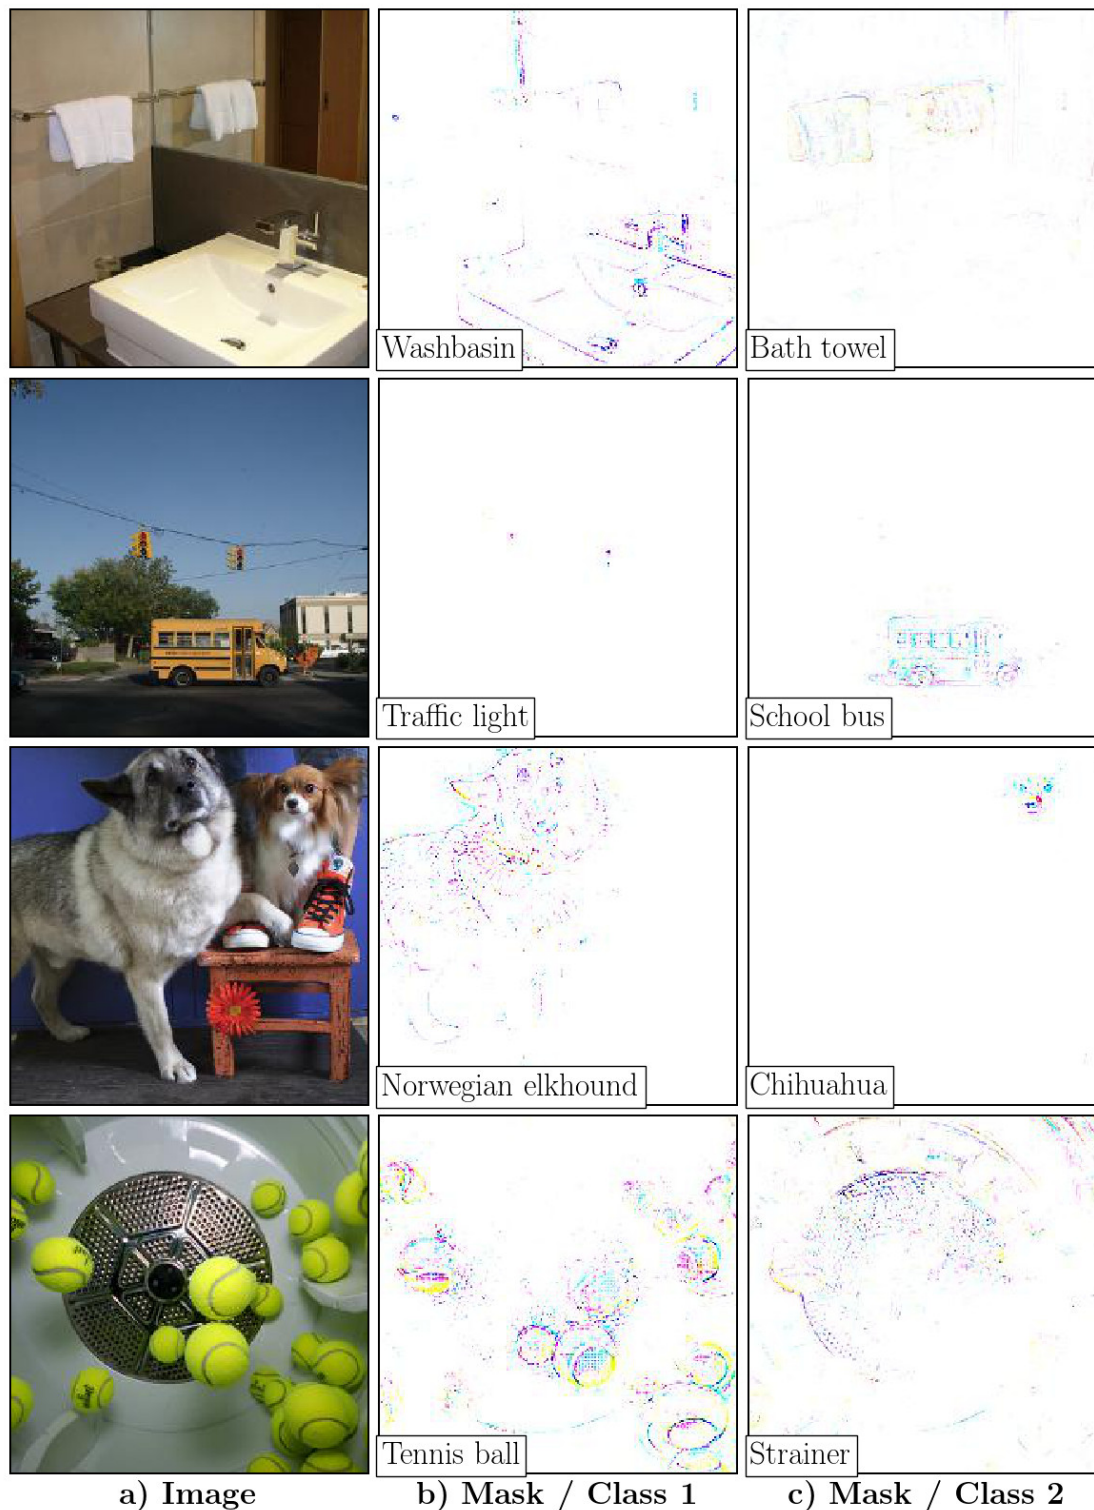 Washbasin
Bath towel
Traffic light
School bus
Norwegian elkhound
Chihuahua
Tennis ball
Strainer
a) Image
b) Mask / Class 1
c) Mask / Class 2